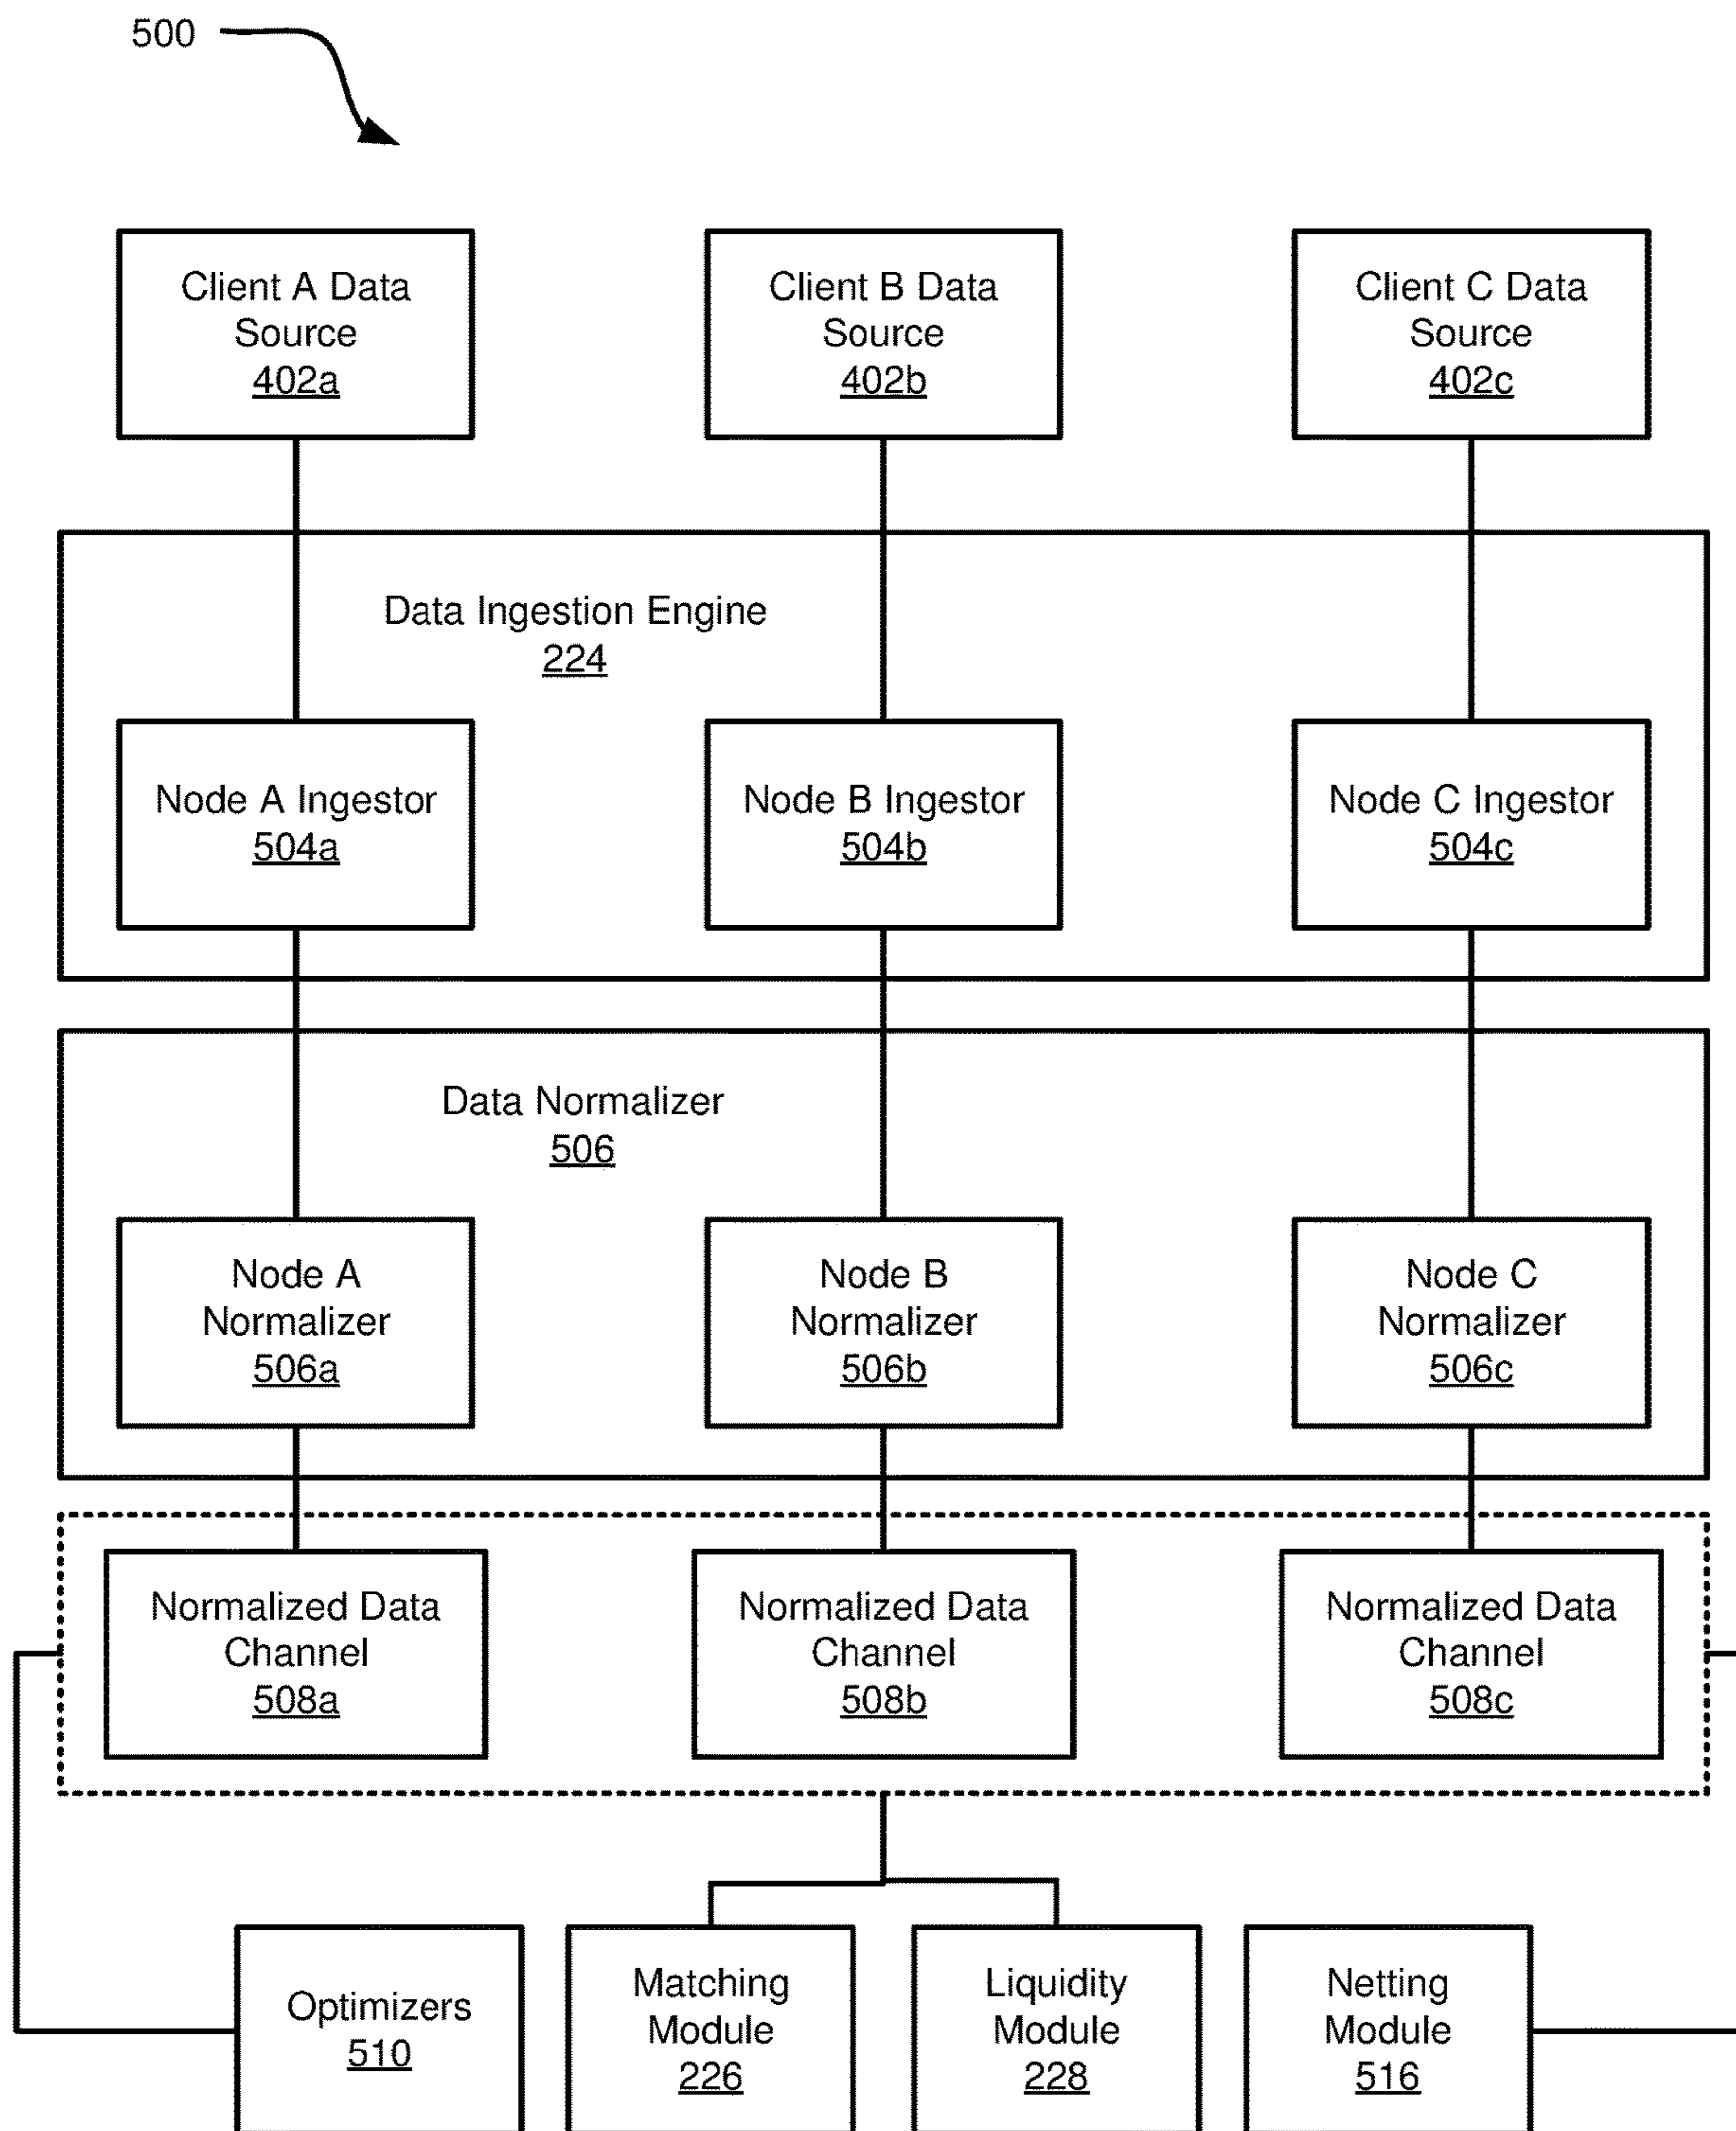 500
Client A Data
Source
402a
Client B Data
Source
402b
Client C Data
Source
402c
Data Ingestion Engine
224
Node A Ingestor
504a
Node B Ingestor
504b
Node C Ingestor
504c
Data Normalizer
506
Node A
Normalizer
506a
Node B
Normalizer
506b
Node C
Normalizer
506c
Normalized Data
Channel
508a
Normalized Data
Channel
508b
Normalized Data
Channel
508c
Optimizers
510
Matching
Module
226
Liquidity
Module
228
Netting
Module
516